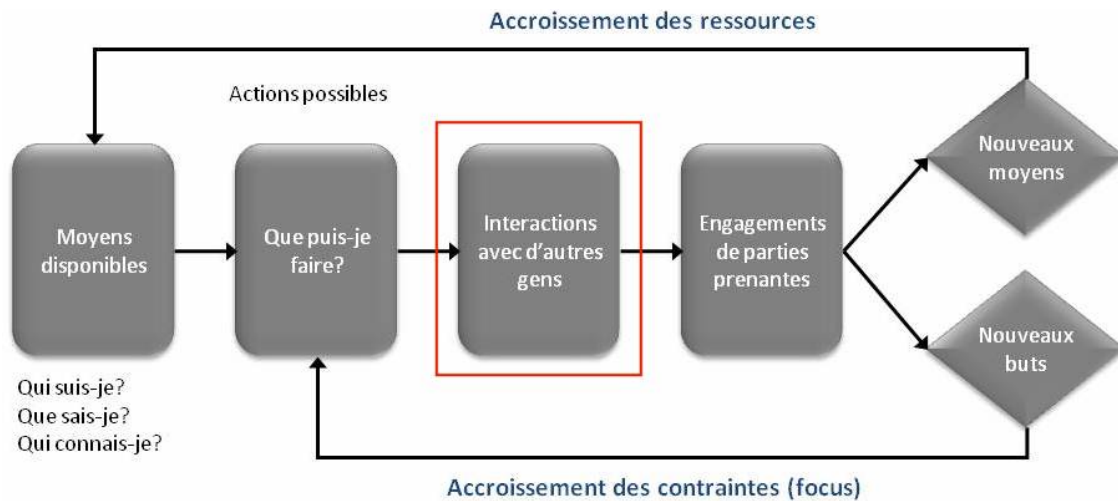 Accroissement des ressources
Actions possibles
Moyens
disponibles
Que puis-je
faire?
Interactions
avec d'autres
gens
Engagements
de parties
prenantes
Nouveaux
moyens
Nouveaux
buts
Qui suis-je?
Que sais-je?
Qui connais-je?
Accroissement des contraintes (focus)